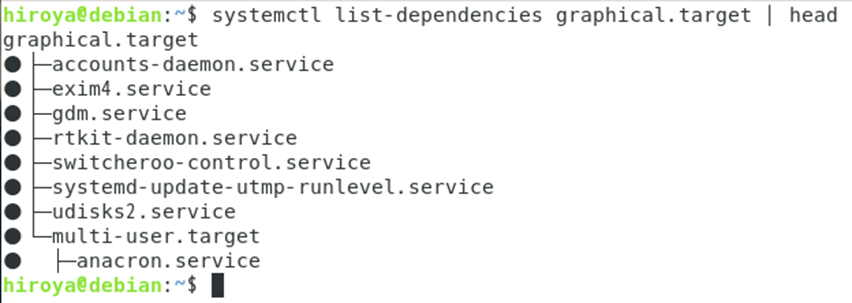 hiroya@debian:~$ systemctl list-dependencies graphical.target | head
graphical.target
● ├─accounts-daemon.service
● ├─exim4.service
● ├─gdm.service
● ├─rtkit-daemon.service
● ├─switcheroo-control.service
● ├─systemd-update-utmp-runlevel.service
● ├─udisks2.service
● └─multi-user.target
●   ├─anacron.service
hiroya@debian:~$